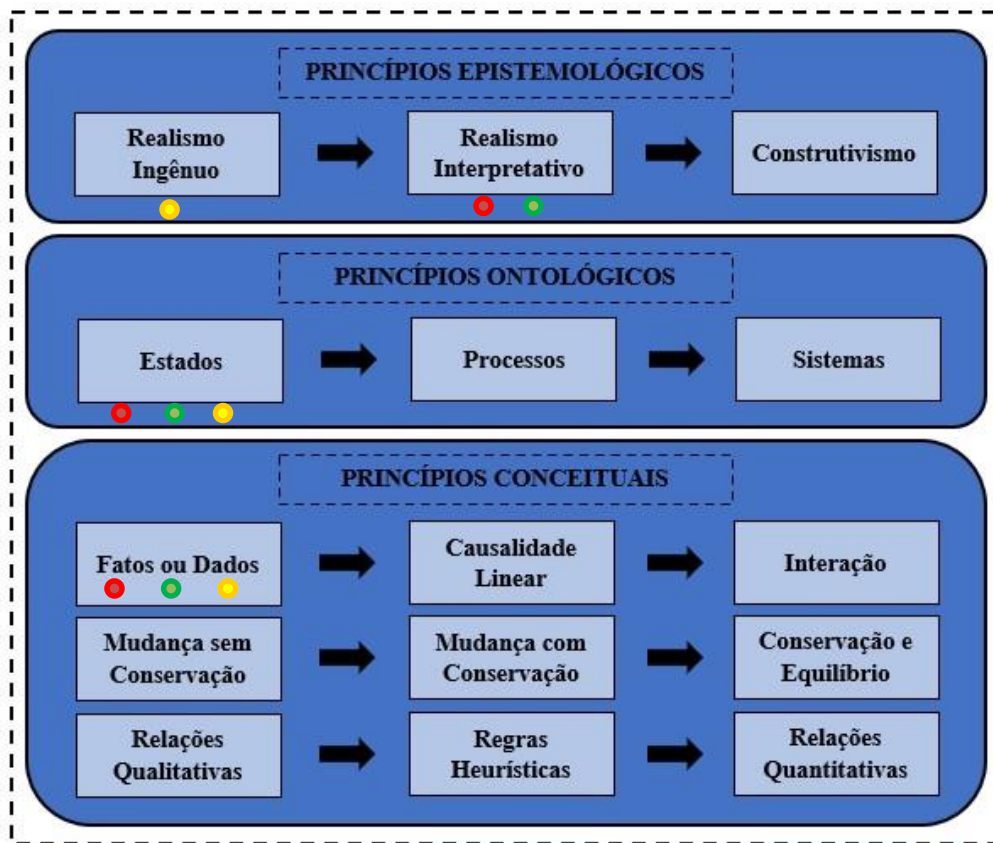 PRINCÍPIOS EPISTEMOLÓGICOS
Realismo
Ingênuo
Realismo
Interpretativo
Construtivismo
PRINCÍPIOS ONTOLÓGICOS
Estados
Processos
Sistemas
PRINCÍPIOS CONCEITUAIS
Fatos ou Dados
Causalidade
Linear
Interação
Mudança sem
Conservação
Mudança com
Conservação
Conservação e
Equilíbrio
Relações
Qualitativas
Regras
Heurísticas
Relações
Quantitativas